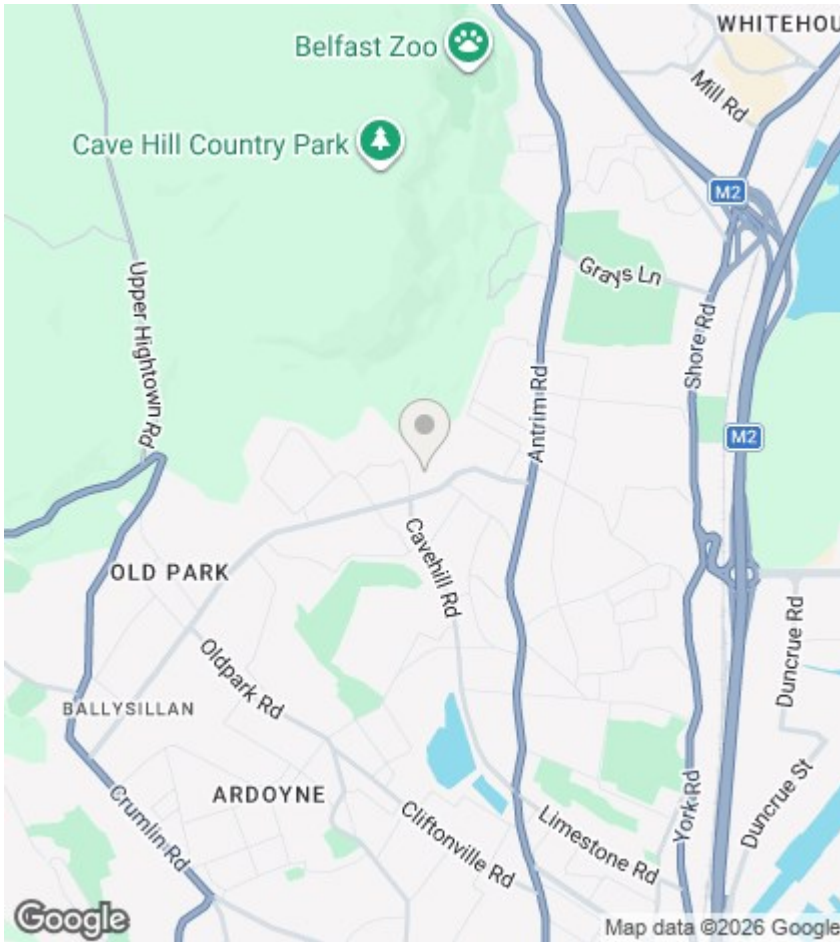 WHITEHOU
Belfast Zoo
Mill Rd
Cave Hill Country Park
M2
Grays Ln
Upper Hightown Rd
Shore Rd
Antrim Rd
M2
Cavehill Rd
OLD PARK
Duncrue Rd
Oldpark Rd
BALLYSILLAN
ARDOYNE
Crumlin Rd
Cliftonville Rd
Limestone Rd
York Rd
Duncrue St
Google
Map data ©2026 Google